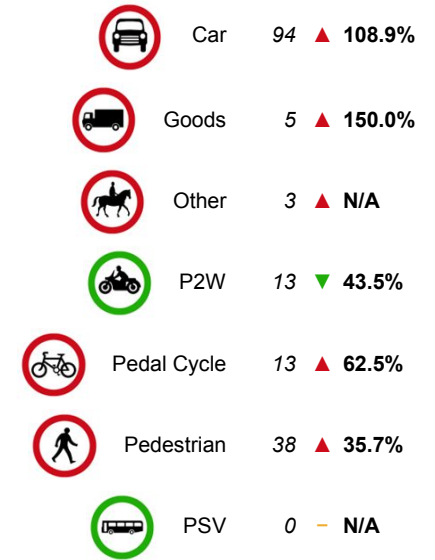 Car 94 ▲ 108.9%
Goods 5 ▲ 150.0%
Other 3 ▲ N/A
P2W 13 ▼ 43.5%
Pedal Cycle 13 ▲ 62.5%
Pedestrian 38 ▲ 35.7%
PSV 0 – N/A